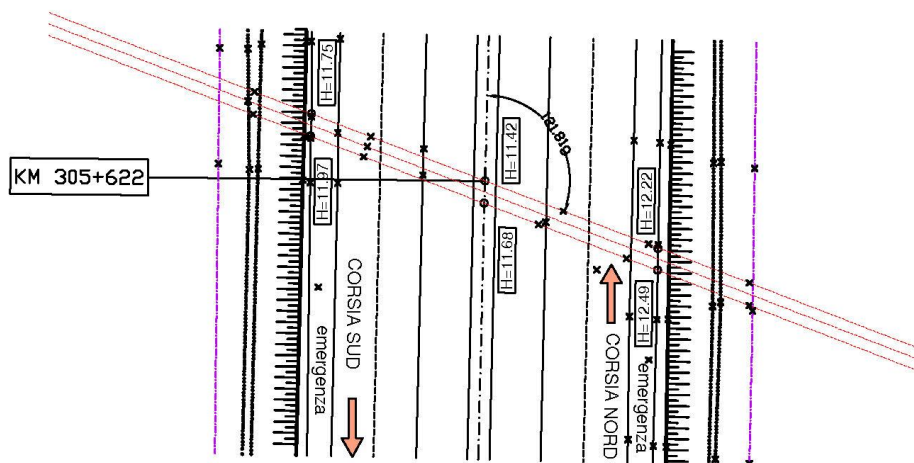 H=11.75
121.81g
H=11.42
KM 305+622
H=11.97
H=12.22
H=11.68
CORSIA SUD
emergenza
H=12.49
CORSIA NORD
emergenza